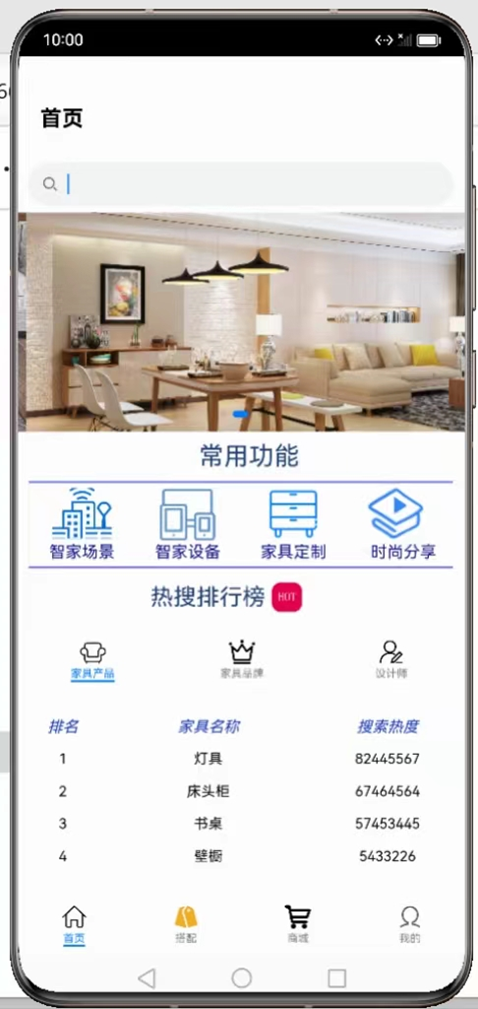 10:00
首页
常用功能
智家场景 智家设备 家具定制 时尚分享
热搜排行榜 HOT
家具产品 家具品牌 设计师
排名 家具名称 搜索热度
1 灯具 82445567
2 床头柜 67464564
3 书桌 57453445
4 壁橱 5433226
首页 搭配 商城 我的